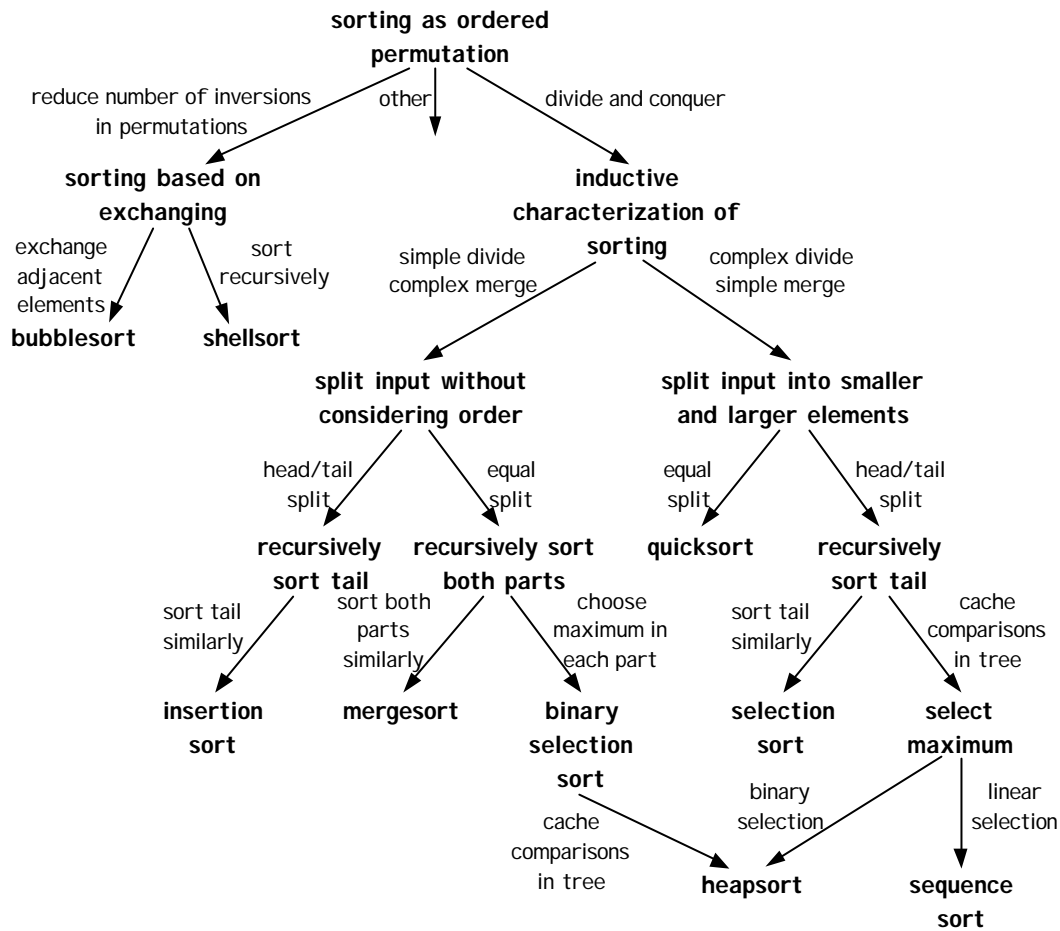 sorting as ordered
permutation
reduce number of inversions
in permutations
other
divide and conquer
sorting based on
exchanging
inductive
characterization of
sorting
exchange
adjacent
elements
sort
recursively
simple divide
complex merge
complex divide
simple merge
bubblesort
shellsort
split input without
considering order
split input into smaller
and larger elements
head/tail
split
equal
split
equal
split
head/tail
split
recursively
sort tail
recursively sort
both parts
quicksort
recursively
sort tail
sort tail
similarly
sort both
parts
similarly
choose
maximum in
each part
sort tail
similarly
cache
comparisons
in tree
insertion
sort
mergesort
binary
selection
sort
selection
sort
select
maximum
cache
comparisons
in tree
binary
selection
linear
selection
heapsort
sequence
sort